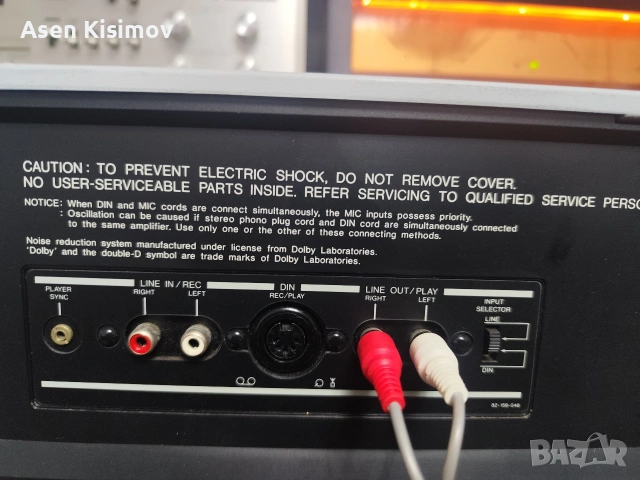 Asen Kisimov
Asen Kisimov
CAUTION: TO PREVENT ELECTRIC SHOCK, DO NOT REMOVE COVER.
NO USER-SERVICEABLE PARTS INSIDE. REFER SERVICING TO QUALIFIED SERVICE PERSO
NOTICE: When DIN and MIC cords are connect simultaneously, the MIC inputs possess priority.
: Oscillation can be caused if stereo phono plug cord and DIN cord are simultaneously connected
to the same amplifier. Use only one or the other of these connecting methods.
Noise reduction system manufactured under license from Dolby Laboratories.
'Dolby' and the double-D symbol are trade marks of Dolby Laboratories.
PLAYER SYNC
LINE IN/REC
RIGHT LEFT
DIN
REC/PLAY
LINE OUT/PLAY
RIGHT LEFT
INPUT
SELECTOR
LINE
DIN
BAZAR